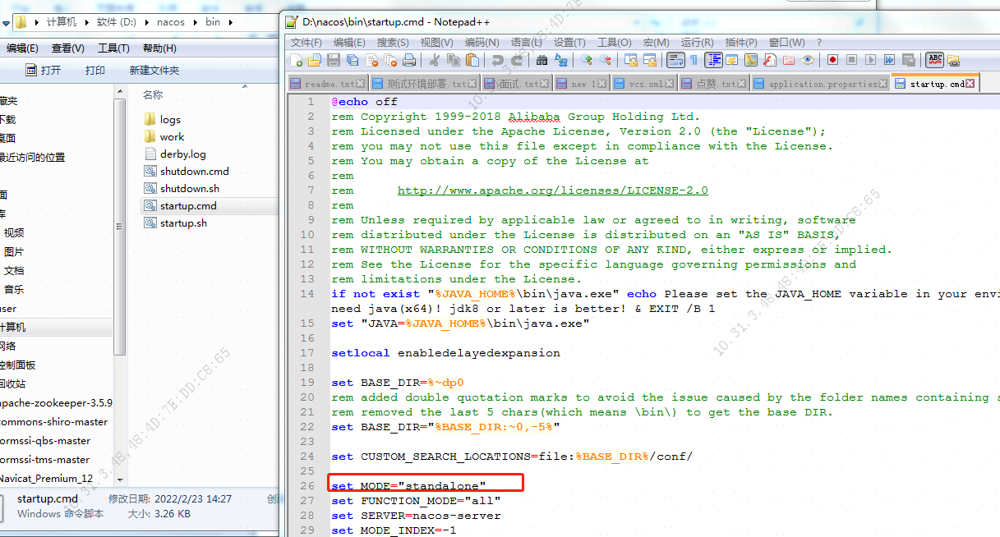 计算机 软件 (D:) nacos bin
编辑(E) 查看(V) 工具(T) 帮助(H)
打开 打印 新建文件夹
藏夹
下载
桌面
最近访问的位置
面
库
视频
图片
文档
音乐
user
计算机
网络
控制面板
回收站
apache-zookeeper-3.5.9
commons-shiro-master
formssi-qbs-master
formssi-tms-master
Navicat_Premium_12
名称
logs
work
derby.log
shutdown.cmd
shutdown.sh
startup.cmd
startup.sh
startup.cmd 修改日期: 2022/2/23 14:27 创
Windows 命令脚本 大小: 3.26 KB
D:\nacos\bin\startup.cmd - Notepad++
文件(F) 编辑(E) 搜索(S) 视图(V) 编码(N) 语言(L) 设置(T) 工具(O) 宏(M) 运行(R) 插件(P) 窗口(W) ?
readme.txt 测试环境部署.txt 面试.txt new 1 vcs.xml 点赞.txt application.properties startup.cmd
1 @echo off
2 rem Copyright 1999-2018 Alibaba Group Holding Ltd.
3 rem Licensed under the Apache License, Version 2.0 (the "License");
4 rem you may not use this file except in compliance with the License.
5 rem You may obtain a copy of the License at
6 rem
7 rem http://www.apache.org/licenses/LICENSE-2.0
8 rem
9 rem Unless required by applicable law or agreed to in writing, software
10 rem distributed under the License is distributed on an "AS IS" BASIS,
11 rem WITHOUT WARRANTIES OR CONDITIONS OF ANY KIND, either express or implied.
12 rem See the License for the specific language governing permissions and
13 rem limitations under the License.
14 if not exist "%JAVA_HOME%\bin\java.exe" echo Please set the JAVA_HOME variable in your envi
need java(x64)! jdk8 or later is better! & EXIT /B 1
15 set "JAVA=%JAVA_HOME%\bin\java.exe"
16
17 setlocal enabledelayedexpansion
18
19 set BASE_DIR=%~dp0
20 rem added double quotation marks to avoid the issue caused by the folder names containing s
21 rem removed the last 5 chars(which means \bin\) to get the base DIR.
22 set BASE_DIR="%BASE_DIR:~0,-5%"
23
24 set CUSTOM_SEARCH_LOCATIONS=file:%BASE_DIR%/conf/
25
26 set MODE="standalone"
27 set FUNCTION_MODE="all"
28 set SERVER=nacos-server
29 set MODE_INDEX=-1
10.31.3.48,48:4D:7E:DD:C8:65
10.31.3.48,48:4D:7E:DD:C8:65